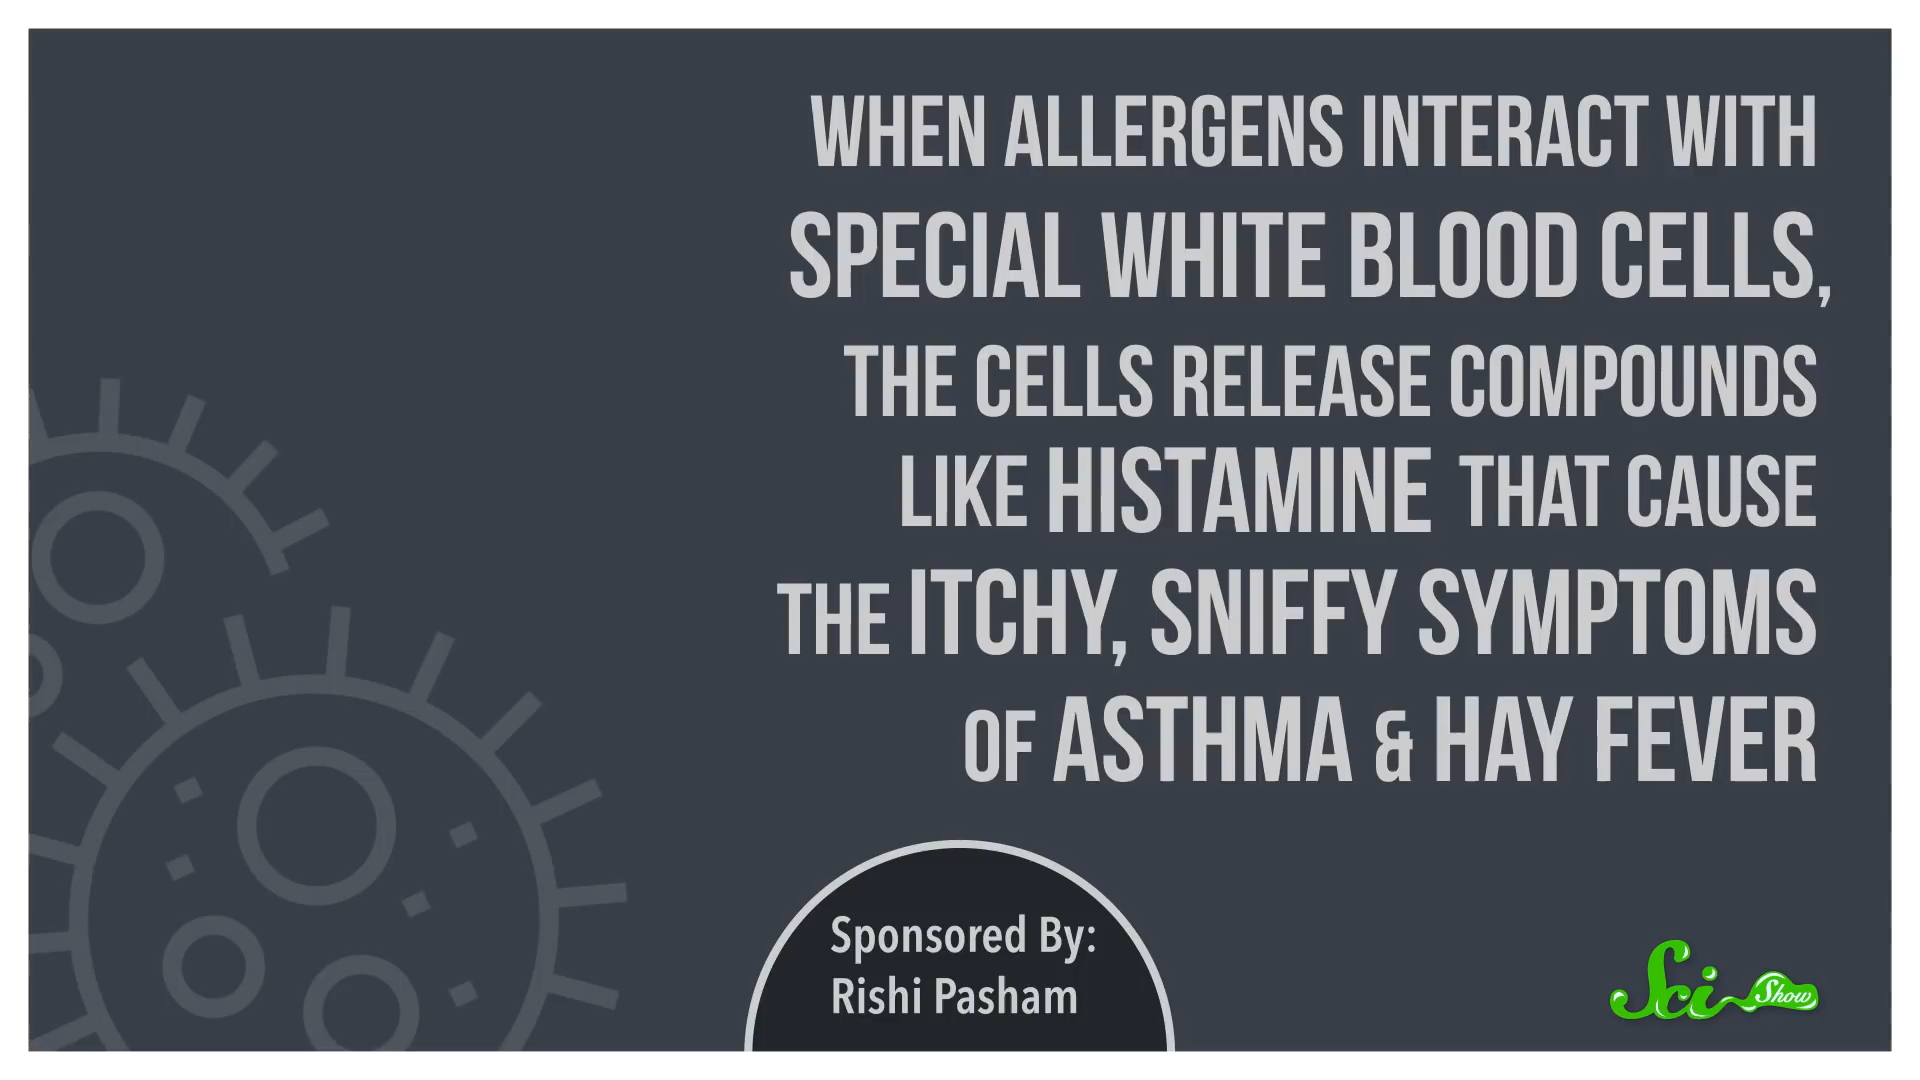 WHEN ALLERGENS INTERACT WITH
SPECIAL WHITE BLOOD CELLS,
THE CELLS RELEASE COMPOUNDS
LIKE HISTAMINE THAT CAUSE
THE ITCHY, SNIFFY SYMPTOMS
OF ASTHMA & HAY FEVER
Sponsored By:
Rishi Pasham
Sci Show